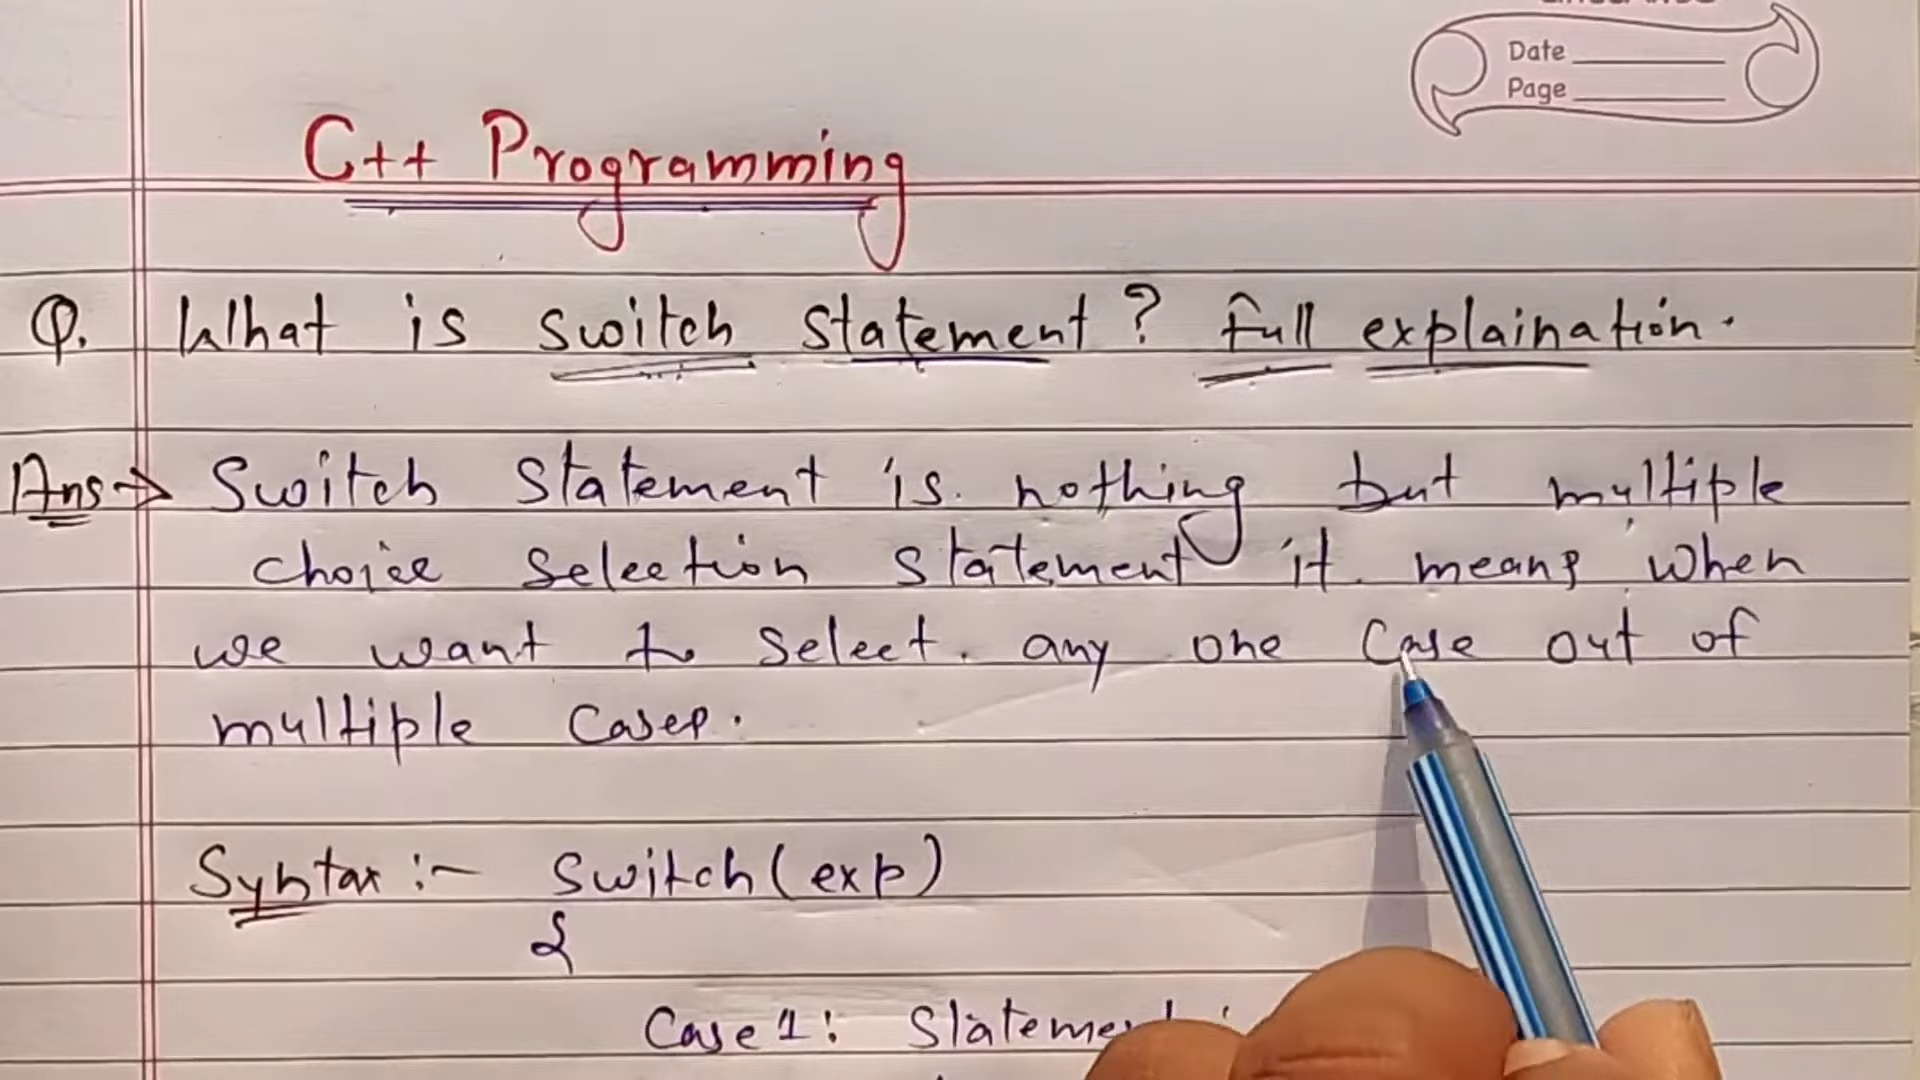 Date
Page
C++ Programming
Q. What is switch statement? Full explaination.
Ans → Switch Statement is nothing but multiple
choice selection statement it means when
we want to select any one case out of
multiple cases.
Syntax :- Switch(exp)
{
Case 1: Statement